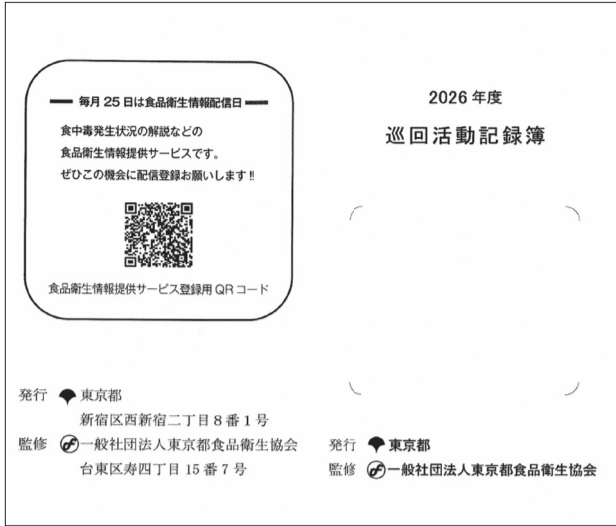 毎月25日は食品衛生情報配信日
食中毒発生状況の解説などの
食品衛生情報提供サービスです。
ぜひこの機会に配信登録お願いします!!
食品衛生情報提供サービス登録用QRコード
発行 東京都
新宿区西新宿二丁目8番1号
監修 一般社団法人東京都食品衛生協会
台東区寿四丁目15番7号
2026年度
巡回活動記録簿
発行 東京都
監修 一般社団法人東京都食品衛生協会